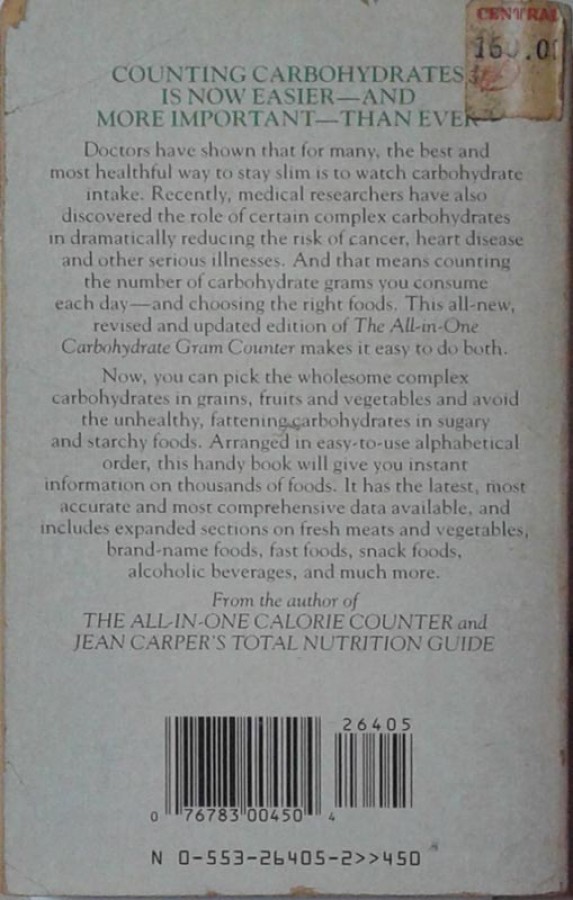 CENTRAL
160.0
COUNTING CARBOHYDRATES
IS NOW EASIER—AND
MORE IMPORTANT—THAN EVER
Doctors have shown that for many, the best and
most healthful way to stay slim is to watch carbohydrate
intake. Recently, medical researchers have also
discovered the role of certain complex carbohydrates
in dramatically reducing the risk of cancer, heart disease
and other serious illnesses. And that means counting
the number of carbohydrate grams you consume
each day—and choosing the right foods. This all-new,
revised and updated edition of The All-in-One
Carbohydrate Gram Counter makes it easy to do both.
Now, you can pick the wholesome complex
carbohydrates in grains, fruits and vegetables and avoid
the unhealthy, fattening carbohydrates in sugary
and starchy foods. Arranged in easy-to-use alphabetical
order, this handy book will give you instant
information on thousands of foods. It has the latest, most
accurate and most comprehensive data available, and
includes expanded sections on fresh meats and vegetables,
brand-name foods, fast foods, snack foods,
alcoholic beverages, and much more.
From the author of
THE ALL-IN-ONE CALORIE COUNTER and
JEAN CARPER'S TOTAL NUTRITION GUIDE
26405
0 76783 00450 4
N 0-553-26405-2>>450